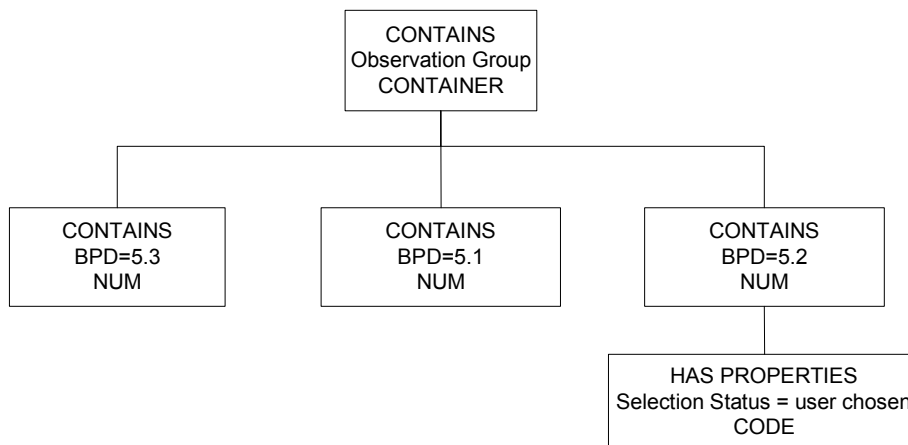 CONTAINS
Observation Group
CONTAINER
CONTAINS
BPD=5.3
NUM
CONTAINS
BPD=5.1
NUM
CONTAINS
BPD=5.2
NUM
HAS PROPERTIES
Selection Status = user chosen
CODE